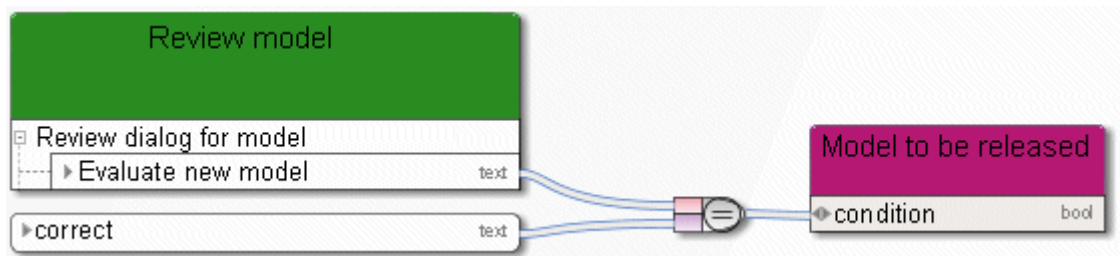 Review model
Review dialog for model
Evaluate new model text
correct text
=
Model to be released
condition bool